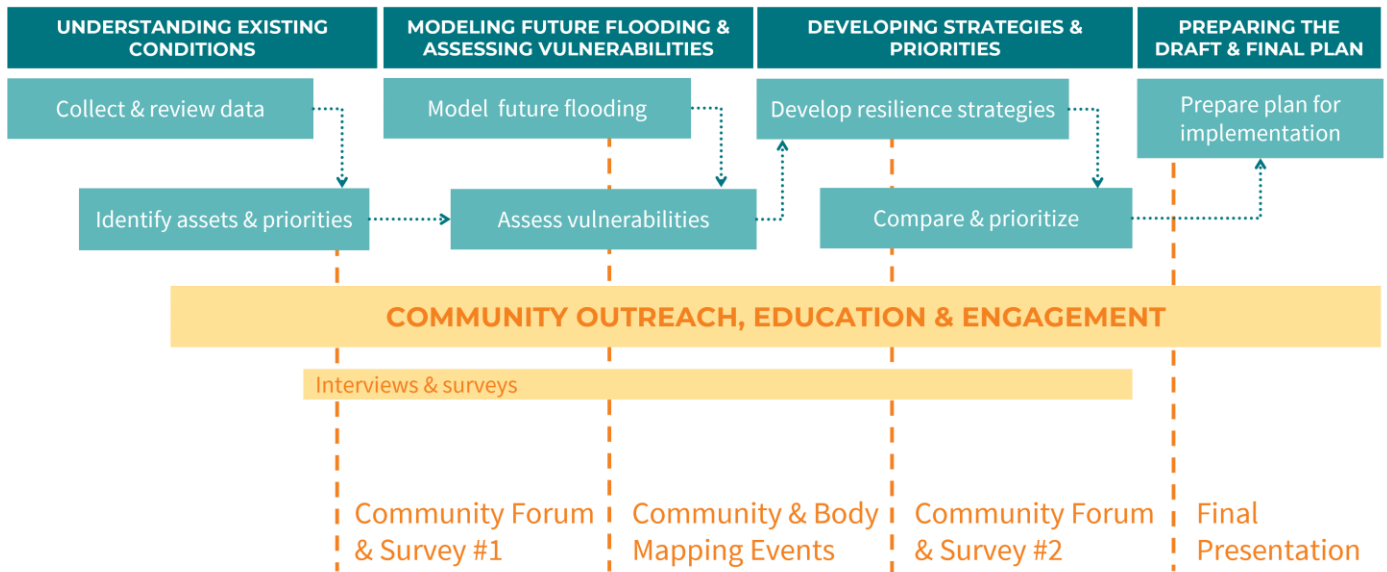 UNDERSTANDING EXISTING
CONDITIONS
MODELING FUTURE FLOODING &
ASSESSING VULNERABILITIES
DEVELOPING STRATEGIES &
PRIORITIES
PREPARING THE
DRAFT & FINAL PLAN
Collect & review data
Model future flooding
Develop resilience strategies
Prepare plan for
implementation
Identify assets & priorities
Assess vulnerabilities
Compare & prioritize
COMMUNITY OUTREACH, EDUCATION & ENGAGEMENT
Interviews & surveys
Community Forum
& Survey #1
Community & Body
Mapping Events
Community Forum
& Survey #2
Final
Presentation